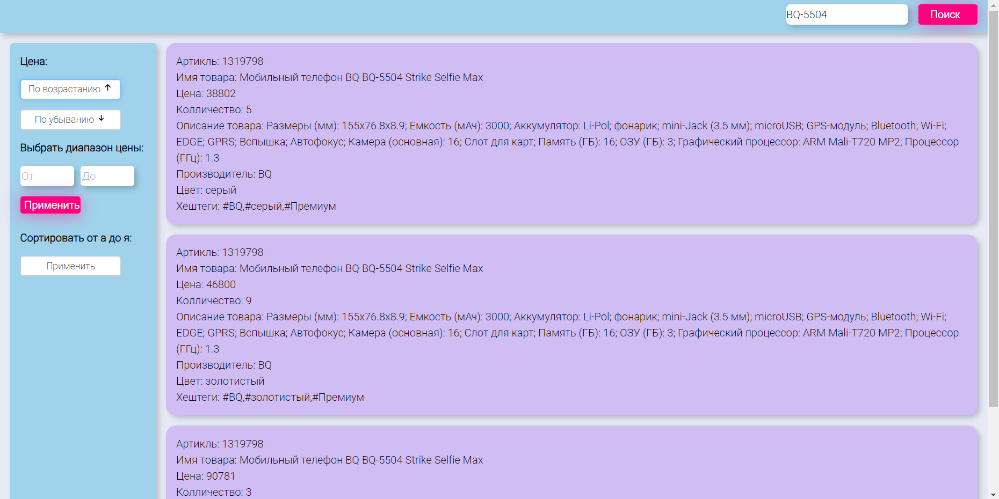 BQ-5504
Поиск
Цена:
По возрастанию ↑
По убыванию ↓
Выбрать диапазон цены:
От До
Применить
Сортировать от а до я:
Применить
Артикль: 1319798
Имя товара: Мобильный телефон BQ BQ-5504 Strike Selfie Max
Цена: 38802
Колличество: 5
Описание товара: Размеры (мм): 155x76.8x8.9; Емкость (мАч): 3000; Аккумулятор: Li-Pol; фонарик; mini-Jack (3.5 мм); microUSB; GPS-модуль; Bluetooth; Wi-Fi;
EDGE; GPRS; Вспышка; Автофокус; Камера (основная): 16; Слот для карт; Память (ГБ): 16; ОЗУ (ГБ): 3; Графический процессор: ARM Mali-T720 MP2; Процессор
(ГГц): 1.3
Производитель: BQ
Цвет: серый
Хештеги: #BQ,#серый,#Премиум
Артикль: 1319798
Имя товара: Мобильный телефон BQ BQ-5504 Strike Selfie Max
Цена: 46800
Колличество: 9
Описание товара: Размеры (мм): 155x76.8x8.9; Емкость (мАч): 3000; Аккумулятор: Li-Pol; фонарик; mini-Jack (3.5 мм); microUSB; GPS-модуль; Bluetooth; Wi-Fi;
EDGE; GPRS; Вспышка; Автофокус; Камера (основная): 16; Слот для карт; Память (ГБ): 16; ОЗУ (ГБ): 3; Графический процессор: ARM Mali-T720 MP2; Процессор
(ГГц): 1.3
Производитель: BQ
Цвет: золотистый
Хештеги: #BQ,#золотистый,#Премиум
Артикль: 1319798
Имя товара: Мобильный телефон BQ BQ-5504 Strike Selfie Max
Цена: 90781
Колличество: 3